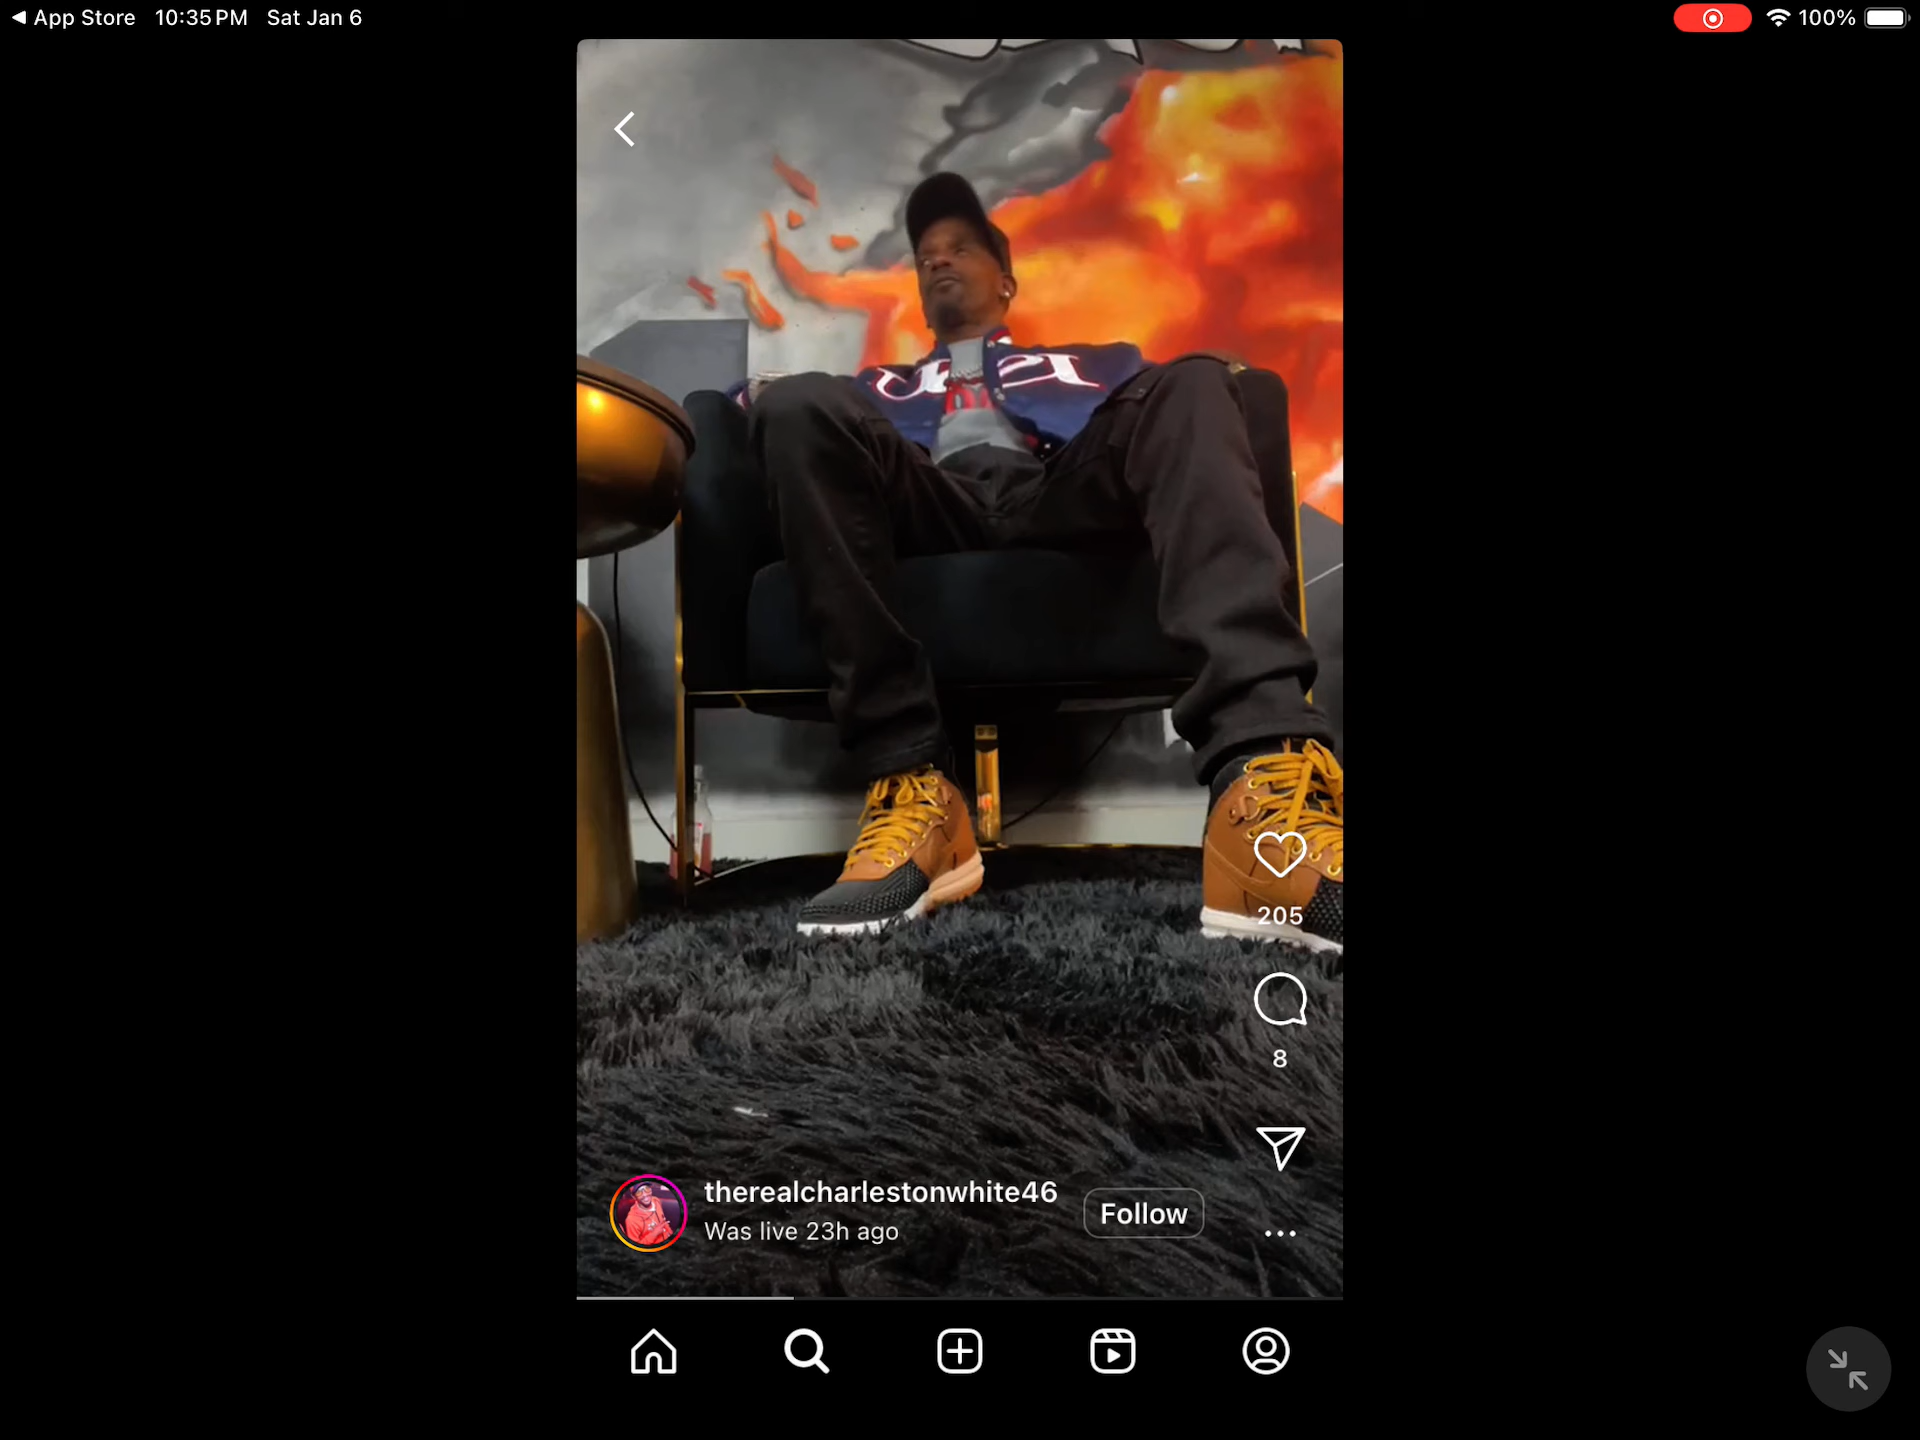 App Store 10:35 PM Sat Jan 6 100%
205
8
therealcharlestonwhite46
Was live 23h ago
Follow